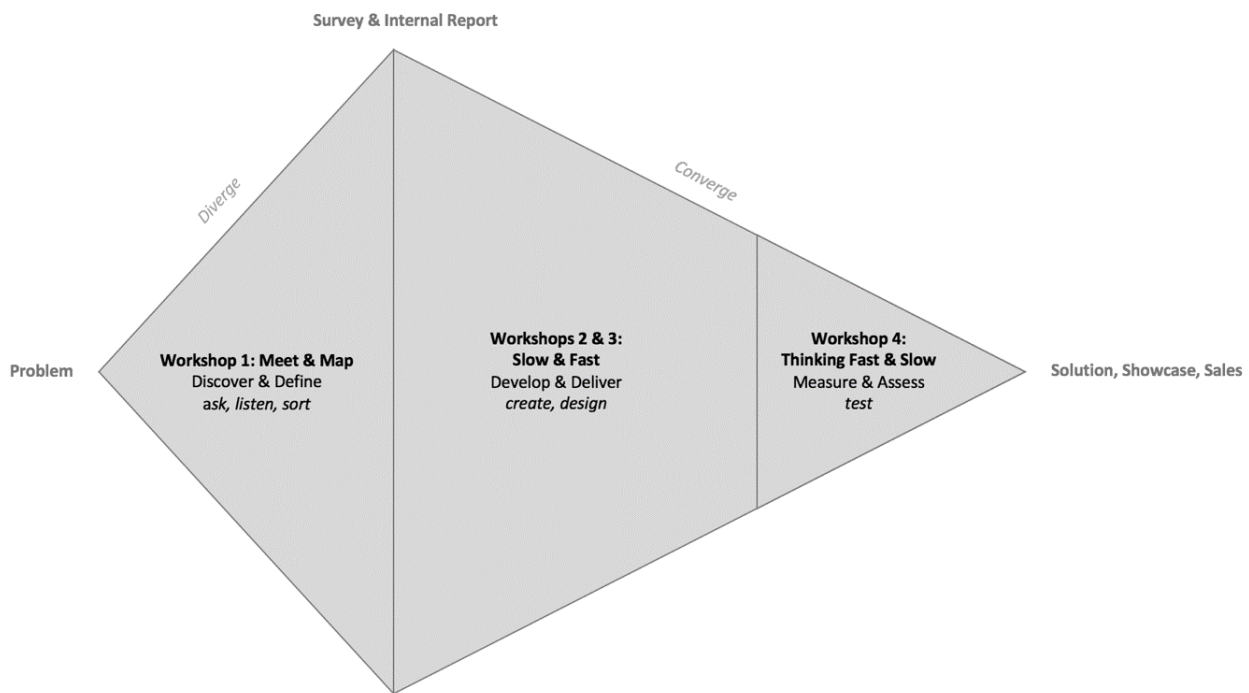 Survey & Internal Report
Diverge
Converge
Problem
Workshop 1: Meet & Map
Discover & Define
ask, listen, sort
Workshops 2 & 3:
Slow & Fast
Develop & Deliver
create, design
Workshop 4:
Thinking Fast & Slow
Measure & Assess
test
Solution, Showcase, Sales